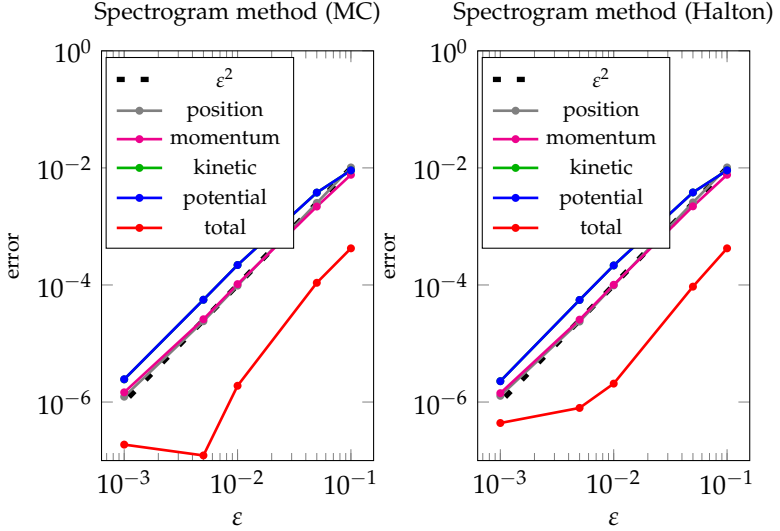 Spectrogram method (MC)
10^0
10^-2
10^-4
10^-6
error
ε^2
position
momentum
kinetic
potential
total
10^-3
10^-2
10^-1
ε
Spectrogram method (Halton)
10^0
10^-2
10^-4
10^-6
error
ε^2
position
momentum
kinetic
potential
total
10^-3
10^-2
10^-1
ε